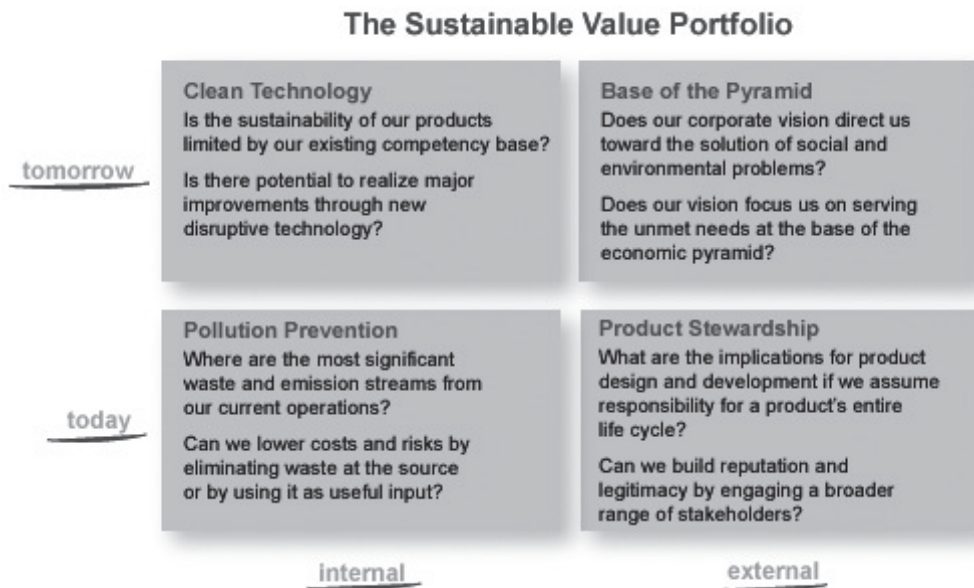 The Sustainable Value Portfolio
tomorrow
Clean Technology
Is the sustainability of our products
limited by our existing competency base?
Is there potential to realize major
improvements through new
disruptive technology?
Base of the Pyramid
Does our corporate vision direct us
toward the solution of social and
environmental problems?
Does our vision focus us on serving
the unmet needs at the base of the
economic pyramid?
today
Pollution Prevention
Where are the most significant
waste and emission streams from
our current operations?
Can we lower costs and risks by
eliminating waste at the source
or by using it as useful input?
Product Stewardship
What are the implications for product
design and development if we assume
responsibility for a product's entire
life cycle?
Can we build reputation and
legitimacy by engaging a broader
range of stakeholders?
internal
external